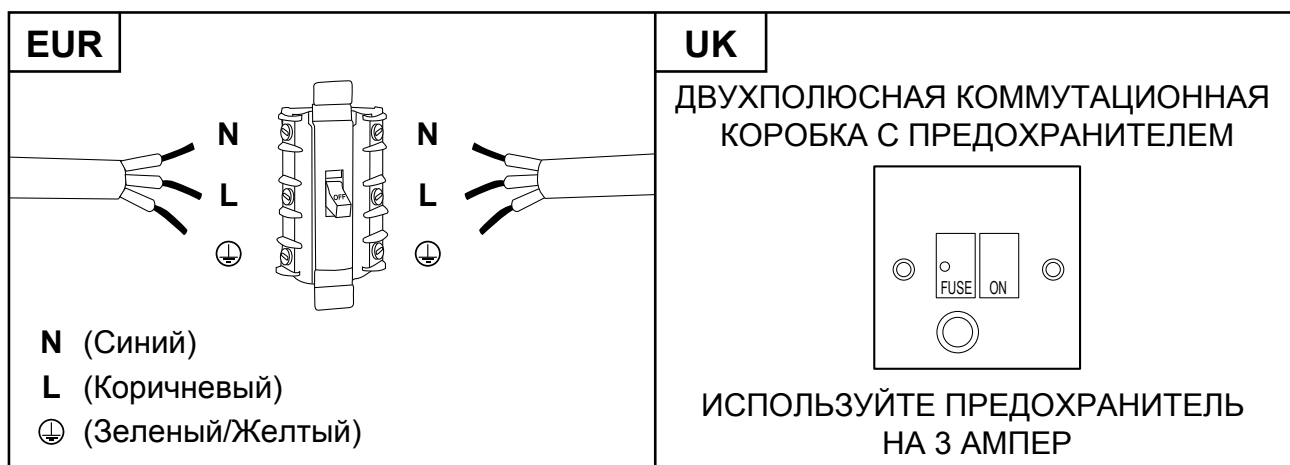 EUR
N
N
L
OFF
L
N (Синий)
L (Коричневый)
(Зеленый/Желтый)
UK
ДВУХПОЛЮСНАЯ КОММУТАЦИОННАЯ
КОРОБКА С ПРЕДОХРАНИТЕЛЕМ
FUSE ON
ИСПОЛЬЗУЙТЕ ПРЕДОХРАНИТЕЛЬ
НА 3 АМПЕР